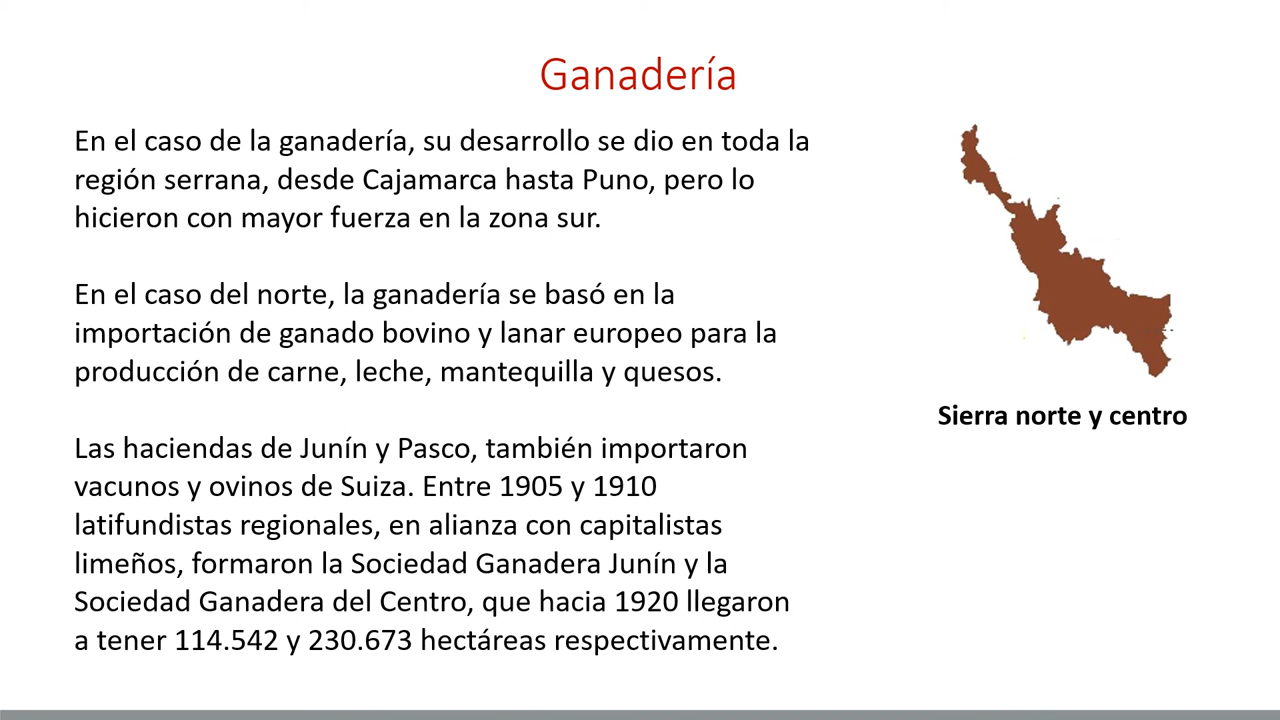 Ganadería
En el caso de la ganadería, su desarrollo se dio en toda la
región serrana, desde Cajamarca hasta Puno, pero lo
hicieron con mayor fuerza en la zona sur.
En el caso del norte, la ganadería se basó en la
importación de ganado bovino y lanar europeo para la
producción de carne, leche, mantequilla y quesos.
Las haciendas de Junín y Pasco, también importaron
vacunos y ovinos de Suiza. Entre 1905 y 1910
latifundistas regionales, en alianza con capitalistas
limeños, formaron la Sociedad Ganadera Junín y la
Sociedad Ganadera del Centro, que hacia 1920 llegaron
a tener 114.542 y 230.673 hectáreas respectivamente.
Sierra norte y centro